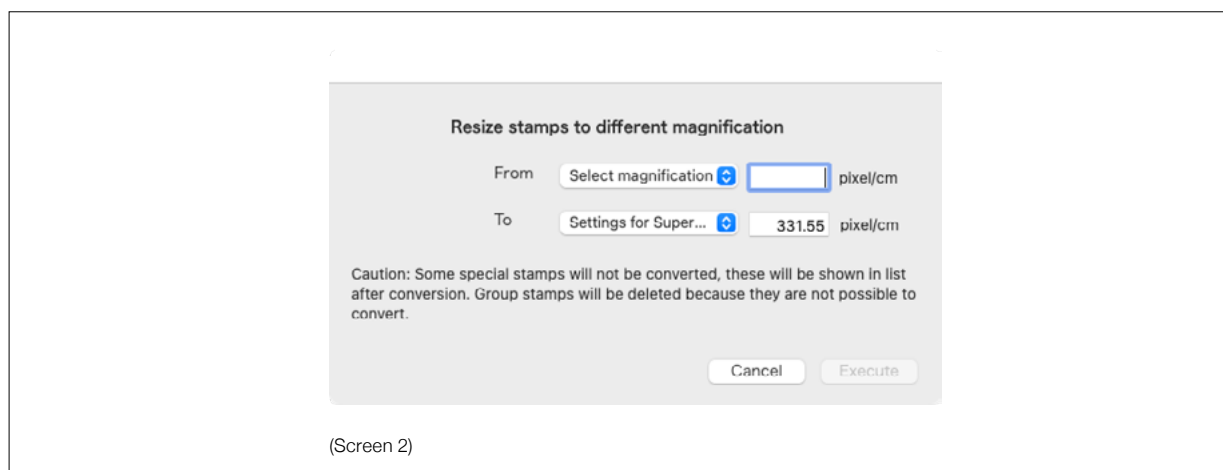 Resize stamps to different magnification
From Select magnification pixel/cm
To Settings for Super... 331.55 pixel/cm
Caution: Some special stamps will not be converted, these will be shown in list
after conversion. Group stamps will be deleted because they are not possible to
convert.
Cancel Execute
(Screen 2)